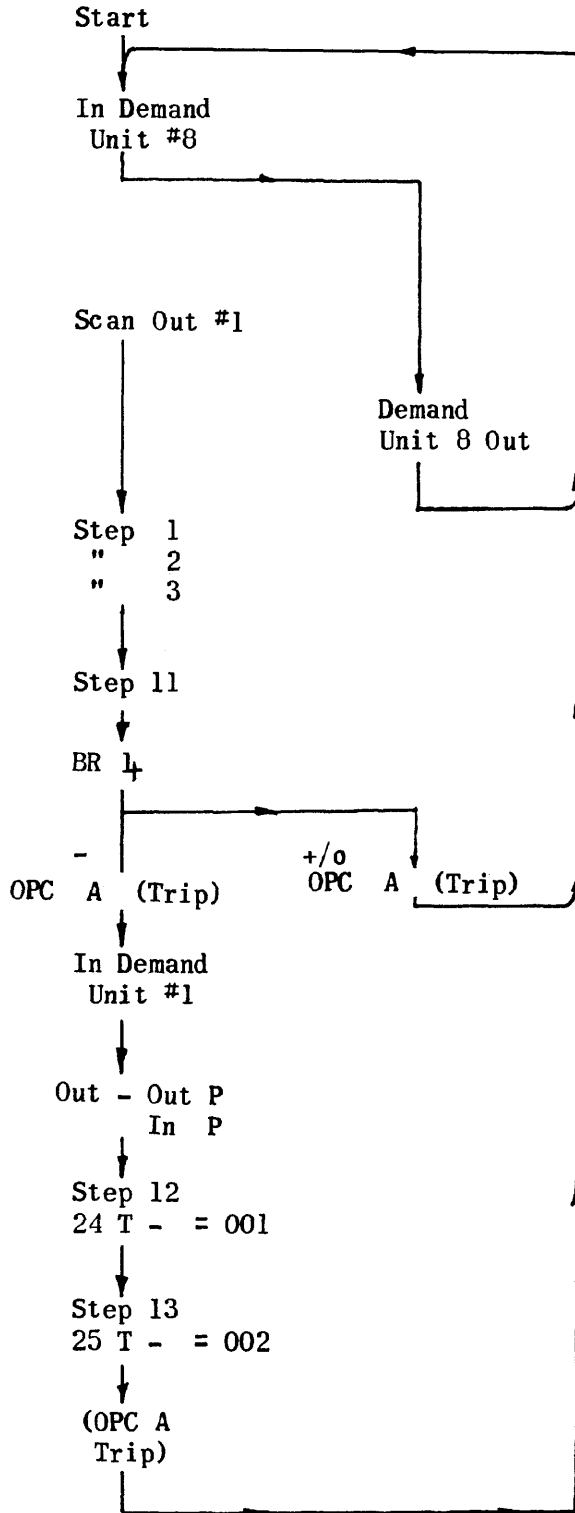 Start
In Demand
Unit #8
Scan Out #1
Demand
Unit 8 Out
Step 1
" 2
" 3
Step 11
BR 1+
-
OPC A (Trip)
+/o
OPC A (Trip)
In Demand
Unit #1
Out - Out P
In P
Step 12
24 T - = 001
Step 13
25 T - = 002
(OPC A
Trip)